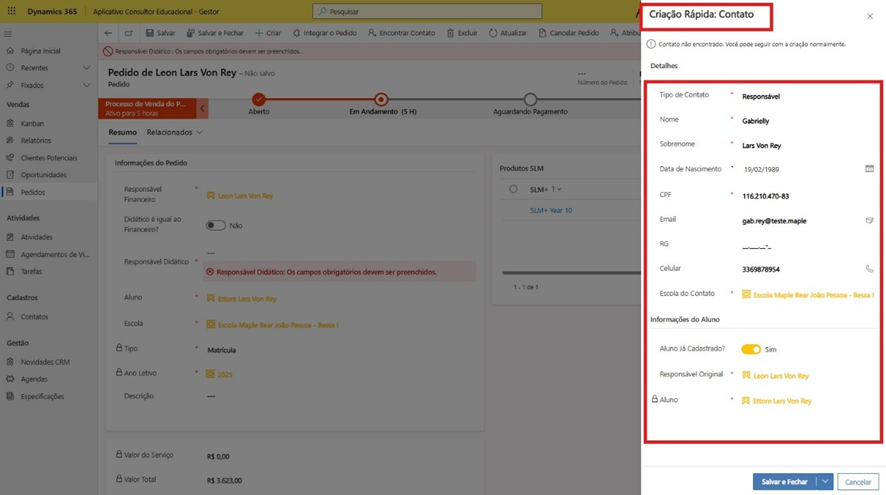 Dynamics 365
Aplicativo Consultor Educacional - Gestor
Pesquisar
Salvar
Salvar e Fechar
Criar
Integrar o Pedido
Encontrar Contato
Excluir
Atualizar
Cancelar Pedido
Responsável Didático : Os campos obrigatórios devem ser preenchidos.
Página Inicial
Recentes
Fixados
Vendas
Kanban
Relatórios
Clientes Potenciais
Oportunidades
Pedidos
Atividades
Atividades
Agendamentos de Vi...
Tarefas
Cadastros
Contatos
Gestão
Novidades CRM
Agendas
Especificações
Pedido de Leon Lars Von Rey - Não salvo
Pedido
---
Número do Pedido
Processo de Venda do P...
Ativo para 5 horas
Aberto
Em Andamento (5 H)
Aguardando Pagamento
Resumo
Relacionados
Informações do Pedido
Responsável Financeiro *
Leon Lars Von Rey
Didático é igual ao Financeiro? *
Não
Responsável Didático *
---
Responsável Didático: Os campos obrigatórios devem ser preenchidos.
Aluno *
Ettore Lars Von Rey
Escola *
Escola Maple Bear João Pessoa - Bessa I
Tipo *
Matrícula
Ano Letivo *
2025
Descrição
---
Valor do Serviço
R$ 0,00
Valor Total
R$ 3.623,00
Produtos SLM
SLM+ ↑
SLM+ Year 10
1 - 1 de 1
Criação Rápida: Contato
Contato não encontrado. Você pode seguir com a criação normalmente.
Detalhes
Tipo de Contato * Responsável
Nome * Gabrielly
Sobrenome * Lars Von Rey
Data de Nascimento * 19/02/1989
CPF * 116.210.470-83
Email * gab.rey@teste.maple
RG __.___.__-_
Celular * 3369878954
Escola do Contato * Escola Maple Bear João Pessoa - Bessa I
Informações do Aluno
Aluno Já Cadastrado? Sim
Responsável Original * Leon Lars Von Rey
Aluno * Ettore Lars Von Rey
Salvar e Fechar
Cancelar